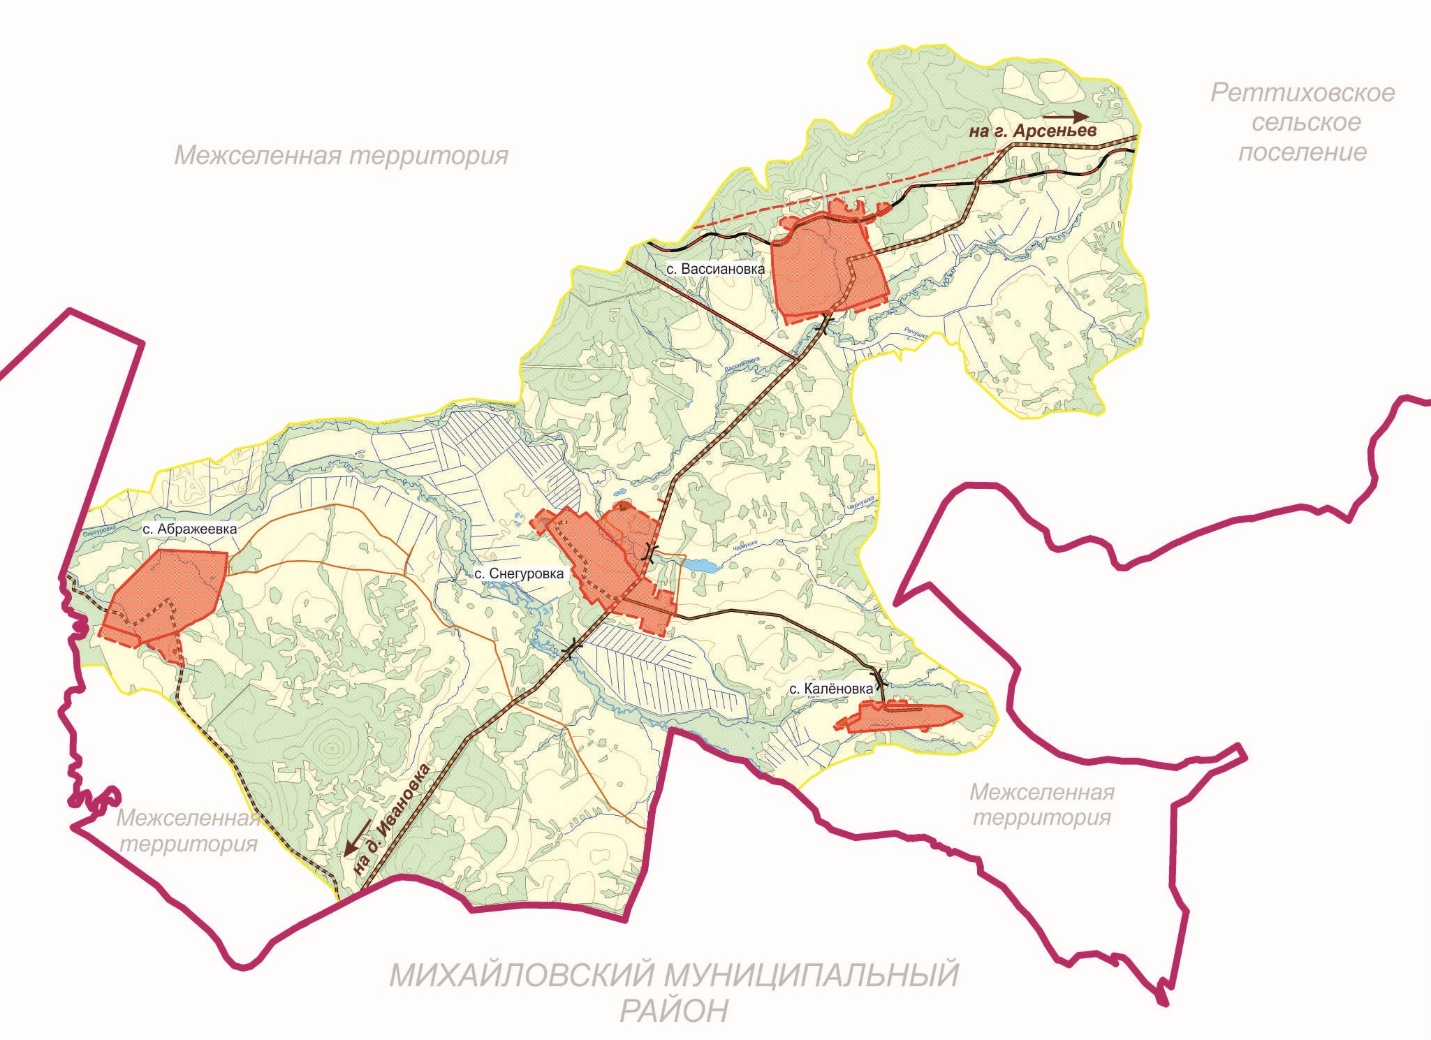 Реттиховское
сельское
поселение
на г. Арсеньев
Межселенная территория
с. Вассиановка
с. Абражеевка
с. Снегуровка
с. Калёновка
на д. Ивановка
Межселенная
территория
Межселенная
территория
МИХАЙЛОВСКИЙ МУНИЦИПАЛЬНЫЙ
РАЙОН